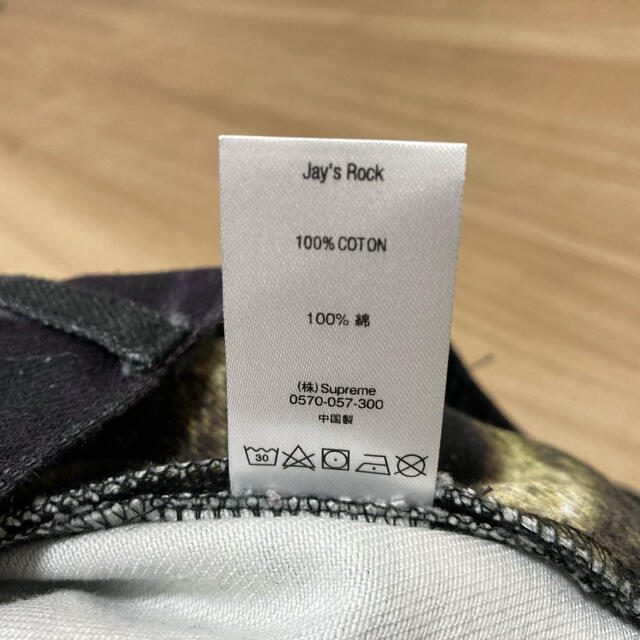 Jay's Rock
100% COTON
100% 綿
(株) Supreme
0570-057-300
中国製
30